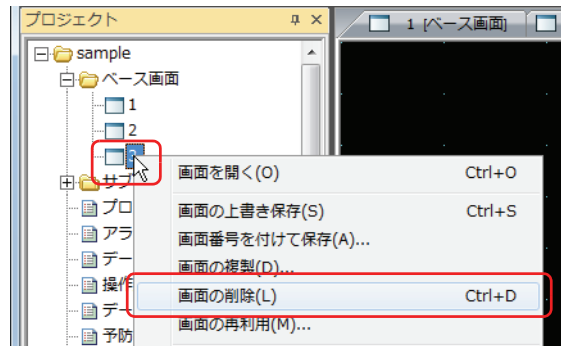 プロジェクト
1 [ベース画面]
sample
ベース画面
1
2
3
サブ
プロ
アラ
デー
操作
デー
予防
画面を開く(O) Ctrl+O
画面の上書き保存(S) Ctrl+S
画面番号を付けて保存(A)...
画面の複製(D)...
画面の削除(L) Ctrl+D
画面の再利用(M)...